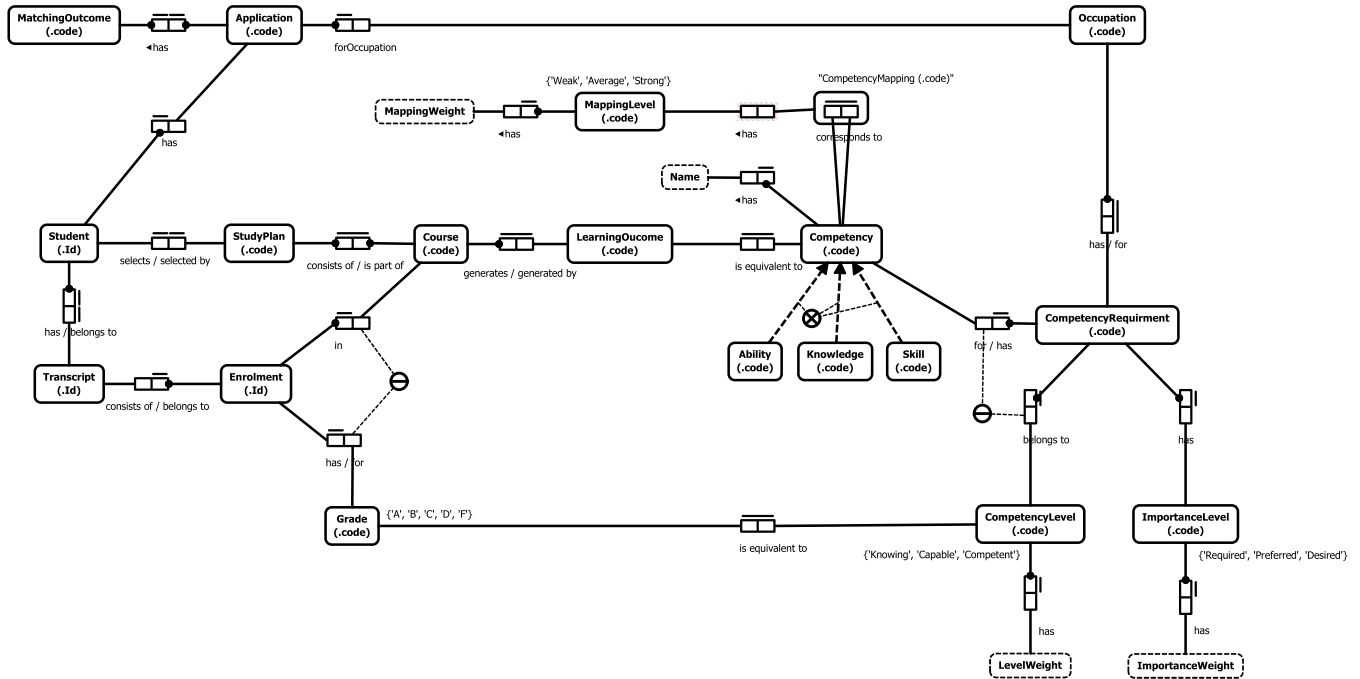 MatchingOutcome
(.code)
◄has
Application
(.code)
forOccupation
Occupation
(.code)
{'Weak', 'Average', 'Strong'}
"CompetencyMapping (.code)"
MappingWeight
◄has
MappingLevel
(.code)
◄has
corresponds to
has
Name
◄has
Student
(.Id)
selects / selected by
StudyPlan
(.code)
consists of / is part of
Course
(.code)
generates / generated by
LearningOucome
(.code)
is equivalent to
Competency
(.code)
has / for
has / belongs to
in
CompetencyRequirment
(.code)
for / has
Ability
(.code)
Knowledge
(.code)
Skill
(.code)
Transcript
(.Id)
consists of / belongs to
Enrolment
(.Id)
has / for
belongs to
has
Grade
(.code)
{'A', 'B', 'C', 'D', 'F'}
is equivalent to
CompetencyLevel
(.code)
{'Knowing', 'Capable', 'Competent'}
ImportanceLevel
(.code)
{'Required', 'Preferred', 'Desired'}
has
has
LevelWeight
ImportanceWeight